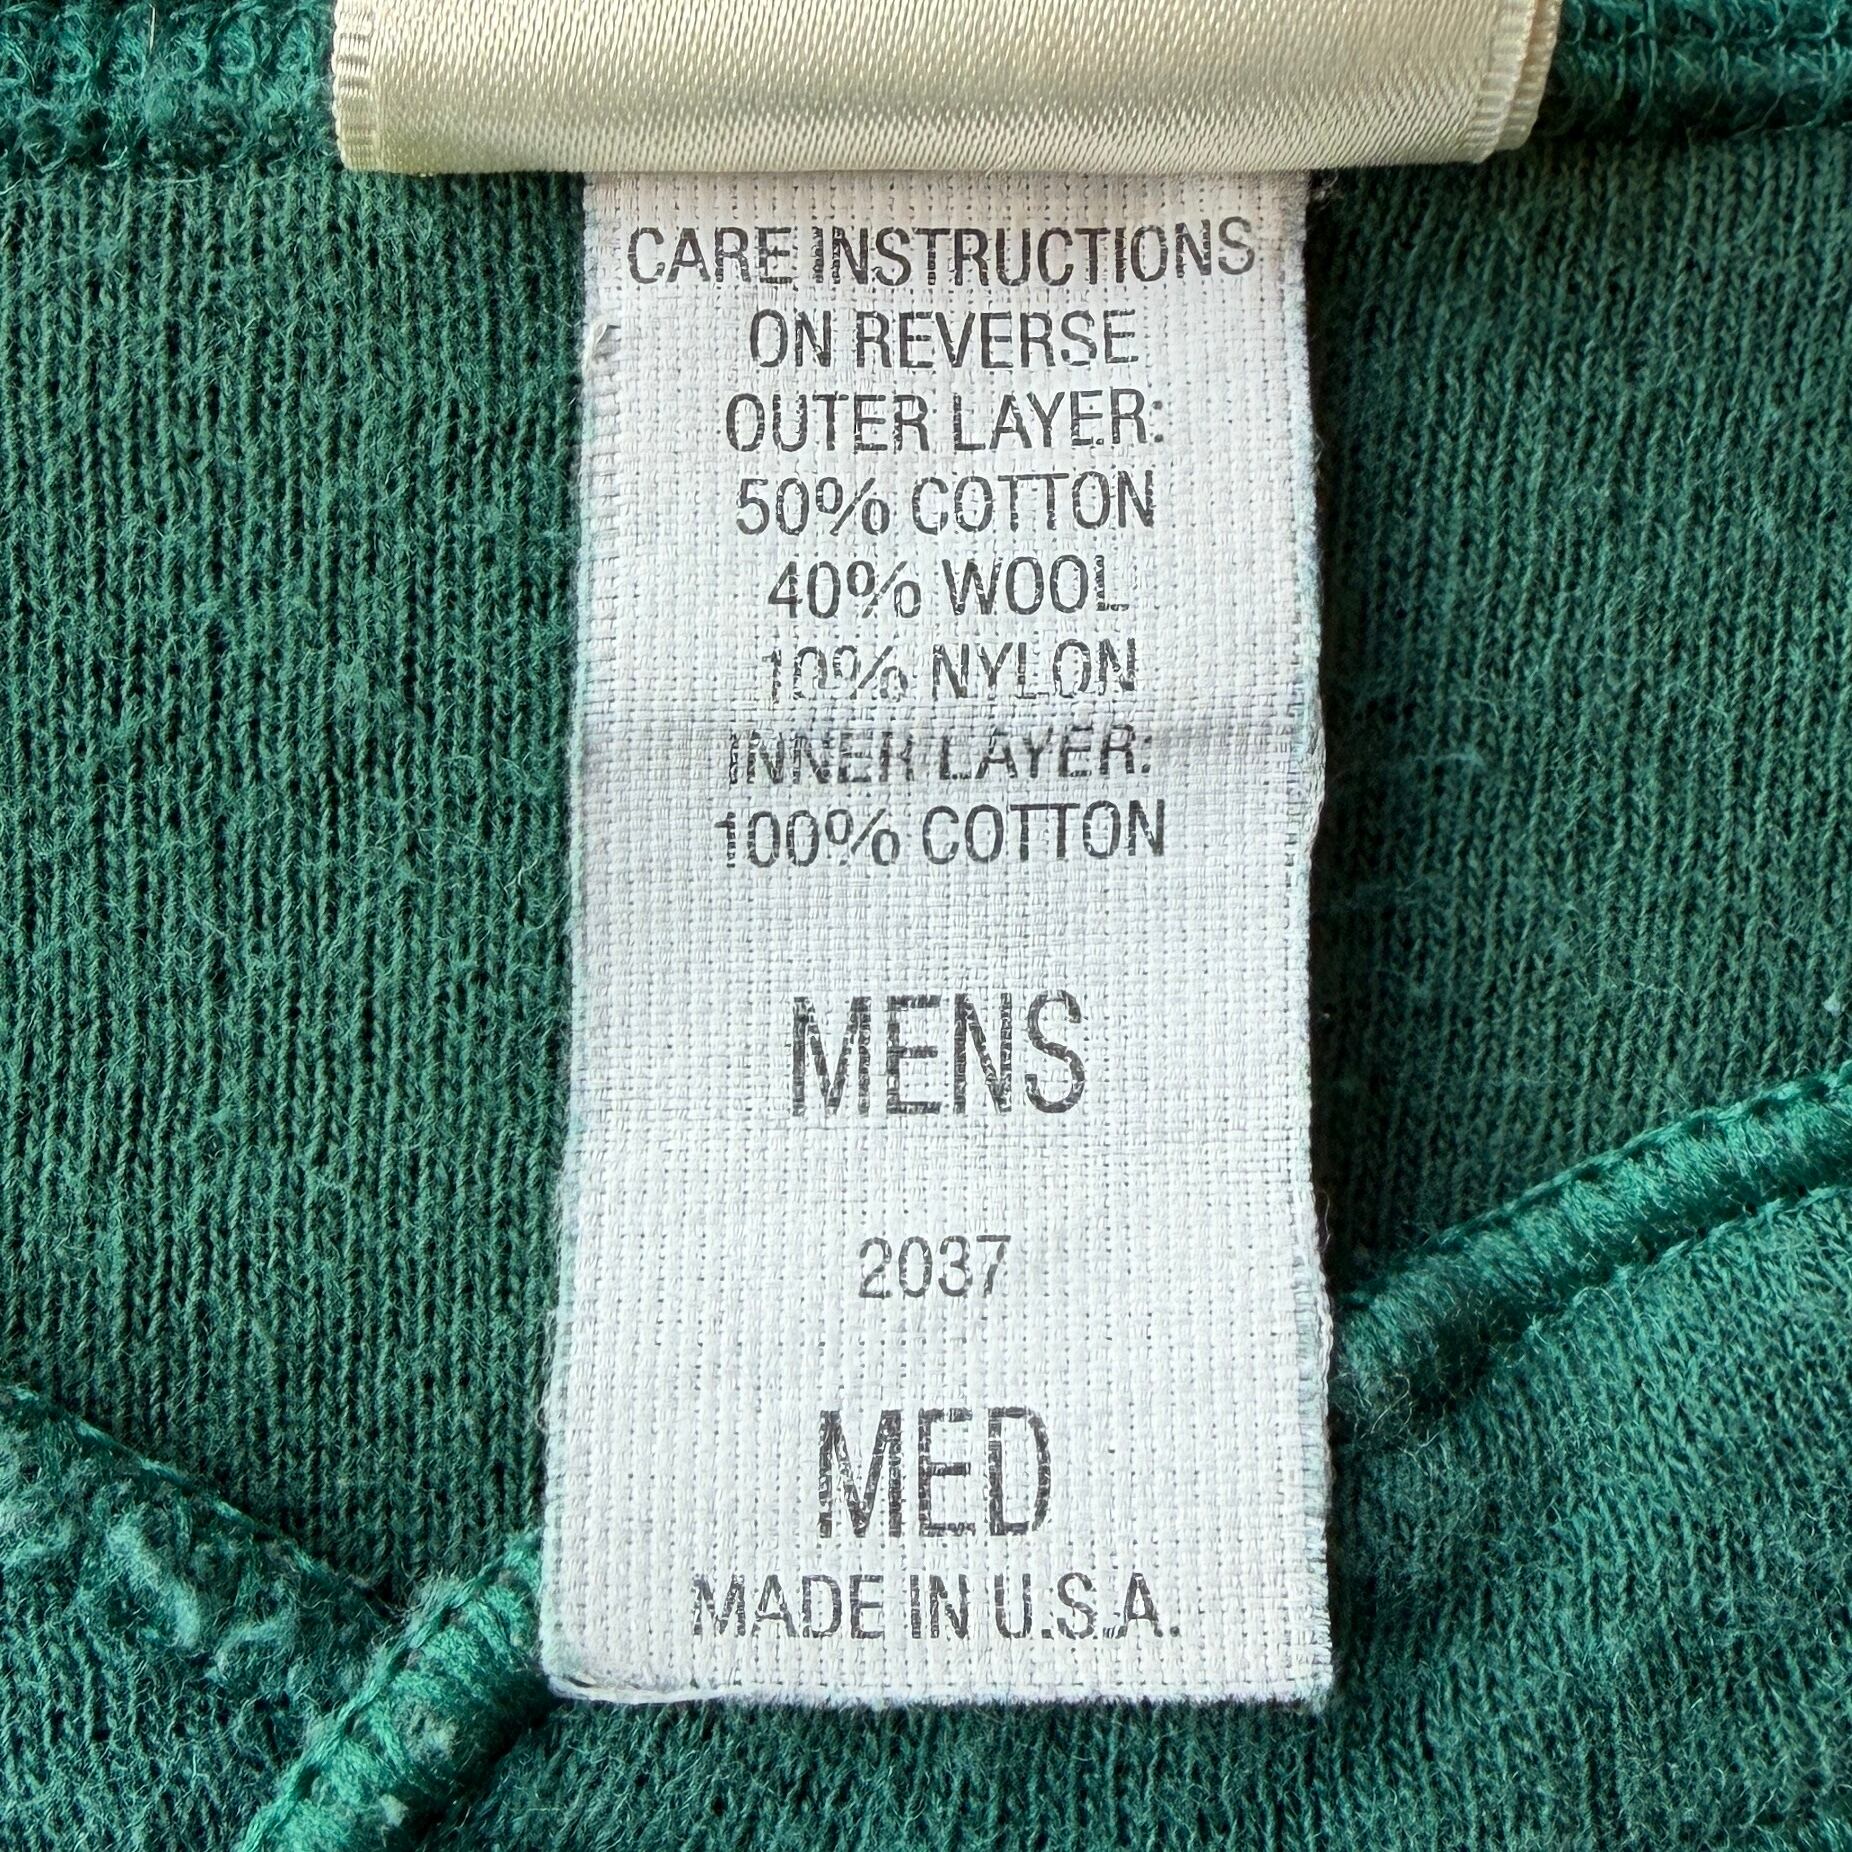 CARE INSTRUCTIONS
ON REVERSE
OUTER LAYER:
50% COTTON
40% WOOL
10% NYLON
INNER LAYER:
100% COTTON
MENS
2037
MED
MADE IN U.S.A.